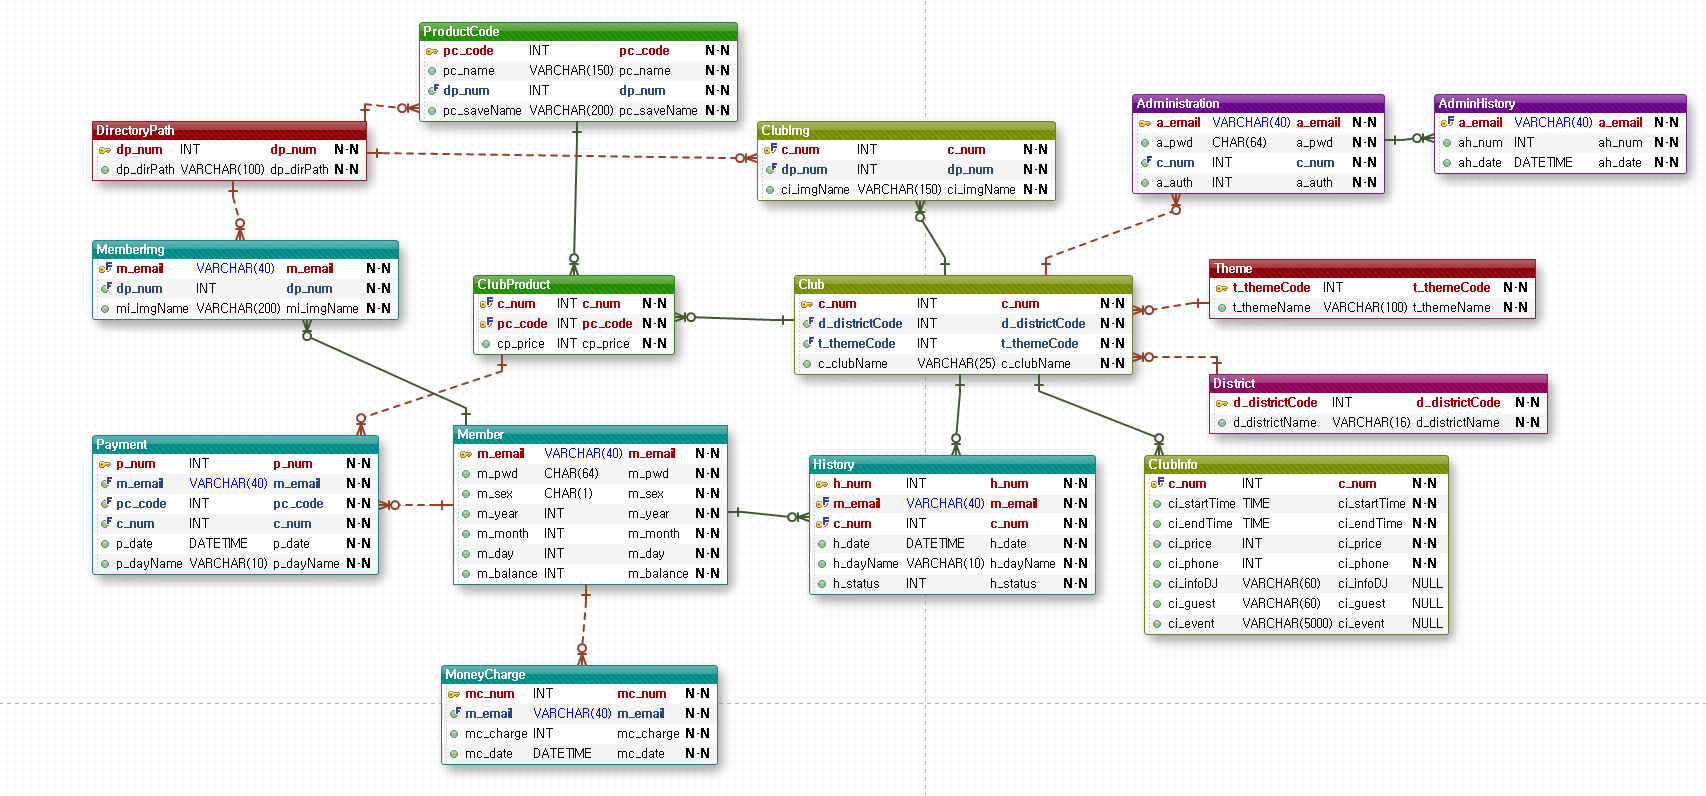 ProductCode
pc_code INT pc_code N-N
pc_name VARCHAR(150) pc_name N-N
dp_num INT dp_num N-N
pc_saveName VARCHAR(200) pc_saveName N-N
DirectoryPath
dp_num INT dp_num N-N
dp_dirPath VARCHAR(100) dp_dirPath N-N
ClubImg
c_num INT c_num N-N
dp_num INT dp_num N-N
ci_imgName VARCHAR(150) ci_imgName N-N
Administration
a_email VARCHAR(40) a_email N-N
a_pwd CHAR(64) a_pwd N-N
c_num INT c_num N-N
a_auth INT a_auth N-N
AdminHistory
a_email VARCHAR(40) a_email N-N
ah_num INT ah_num N-N
ah_date DATETIME ah_date N-N
MemberImg
m_email VARCHAR(40) m_email N-N
dp_num INT dp_num N-N
mi_imgName VARCHAR(200) mi_imgName N-N
ClubProduct
c_num INT c_num N-N
pc_code INT pc_code N-N
cp_price INT cp_price N-N
Club
c_num INT c_num N-N
d_districtCode INT d_districtCode N-N
t_themeCode INT t_themeCode N-N
c_clubName VARCHAR(25) c_clubName N-N
Theme
t_themeCode INT t_themeCode N-N
t_themeName VARCHAR(100) t_themeName N-N
District
d_districtCode INT d_districtCode N-N
d_districtName VARCHAR(16) d_districtName N-N
Payment
p_num INT p_num N-N
m_email VARCHAR(40) m_email N-N
pc_code INT pc_code N-N
c_num INT c_num N-N
p_date DATETIME p_date N-N
p_dayName VARCHAR(10) p_dayName N-N
Member
m_email VARCHAR(40) m_email N-N
m_pwd CHAR(64) m_pwd N-N
m_sex CHAR(1) m_sex N-N
m_year INT m_year N-N
m_month INT m_month N-N
m_day INT m_day N-N
m_balance INT m_balance N-N
History
h_num INT h_num N-N
m_email VARCHAR(40) m_email N-N
c_num INT c_num N-N
h_date DATETIME h_date N-N
h_dayName VARCHAR(10) h_dayName N-N
h_status INT h_status N-N
ClubInfo
c_num INT c_num N-N
ci_startTime TIME ci_startTime N-N
ci_endTime TIME ci_endTime N-N
ci_price INT ci_price N-N
ci_phone INT ci_phone N-N
ci_infoDJ VARCHAR(60) ci_infoDJ NULL
ci_guest VARCHAR(60) ci_guest NULL
ci_event VARCHAR(5000) ci_event NULL
MoneyCharge
mc_num INT mc_num N-N
m_email VARCHAR(40) m_email N-N
mc_charge INT mc_charge N-N
mc_date DATETIME mc_date N-N